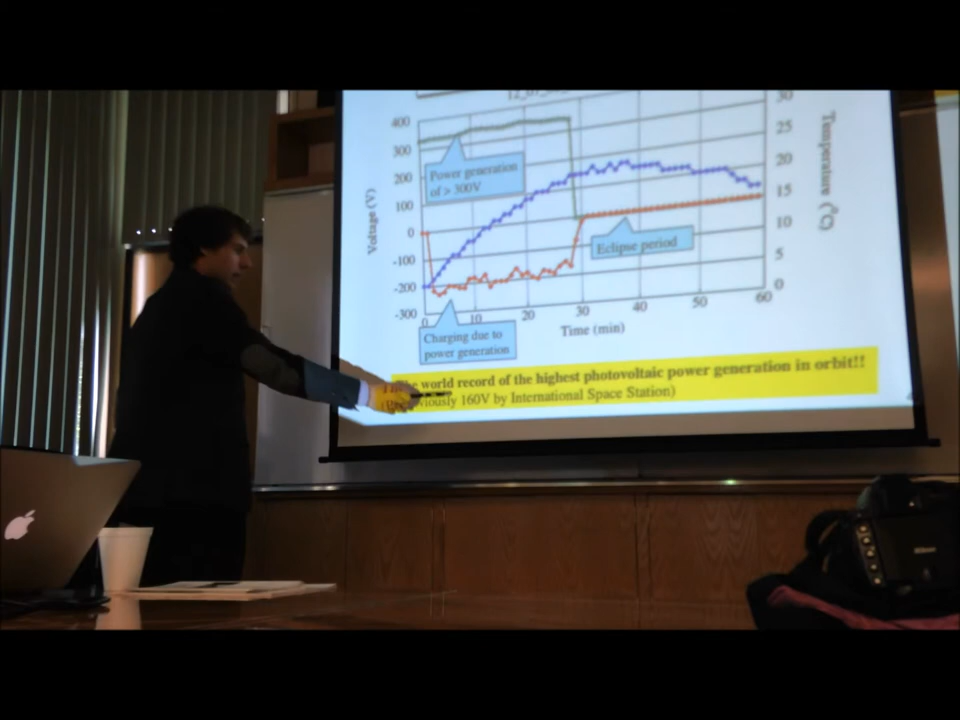 400
300
200
100
0
-100
-200
-300
Voltage (V)
Power generation
of > 300V
Charging due to
power generation
Eclipse period
0
10
20
30
40
50
60
Time (min)
30
25
20
15
10
5
0
Temperature (°C)
world record of the highest photovoltaic power generation in orbit!!
160V by International Space Station)
Nikon